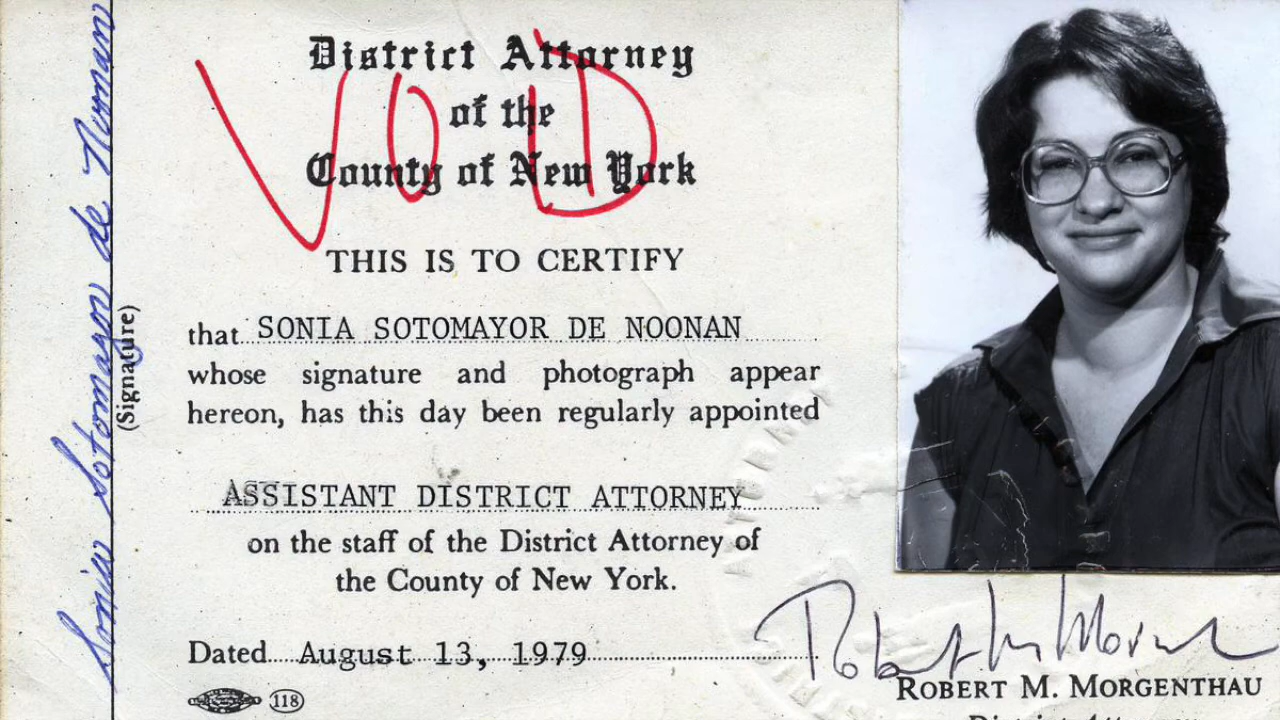 VOID
District Attorney
of the
County of New York
THIS IS TO CERTIFY
that SONIA SOTOMAYOR DE NOONAN
whose signature and photograph appear
hereon, has this day been regularly appointed
ASSISTANT DISTRICT ATTORNEY
on the staff of the District Attorney of
the County of New York.
Dated August 13, 1979
118
Sonia Sotomayor de Noonan
(Signature)
ROBERT M. MORGENTHAU